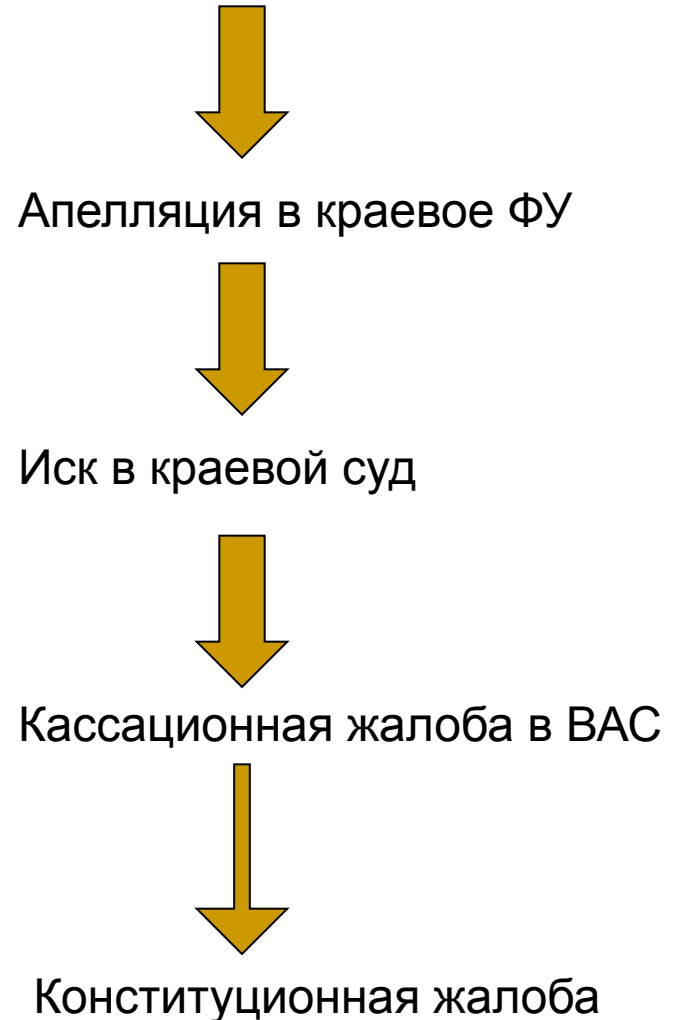 Апелляция в краевое ФУ
Иск в краевой суд
Кассационная жалоба в ВАС
Конституционная жалоба